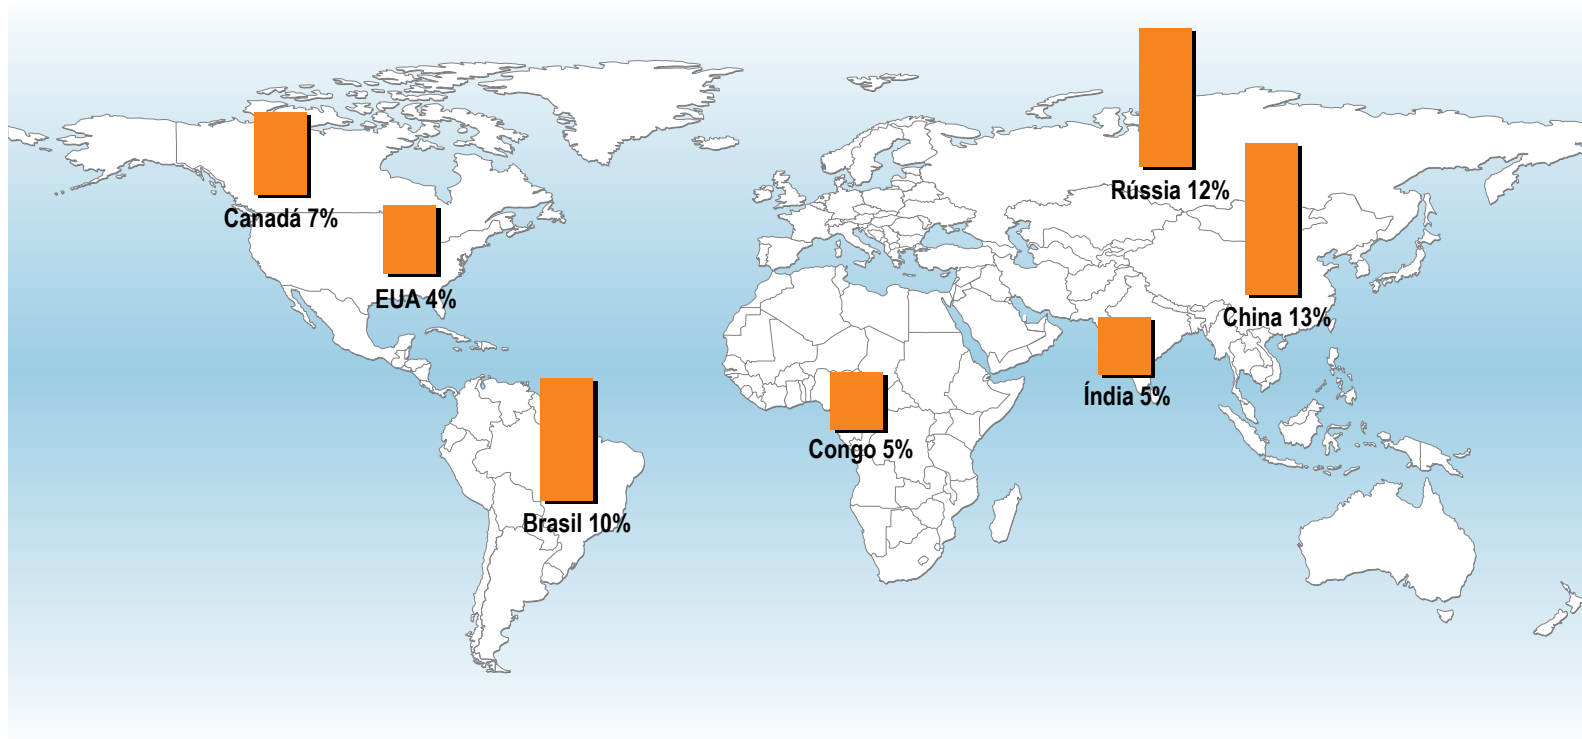 Rússia 12%
Canadá 7%
EUA 4%
China 13%
Índia 5%
Congo 5%
Brasil 10%